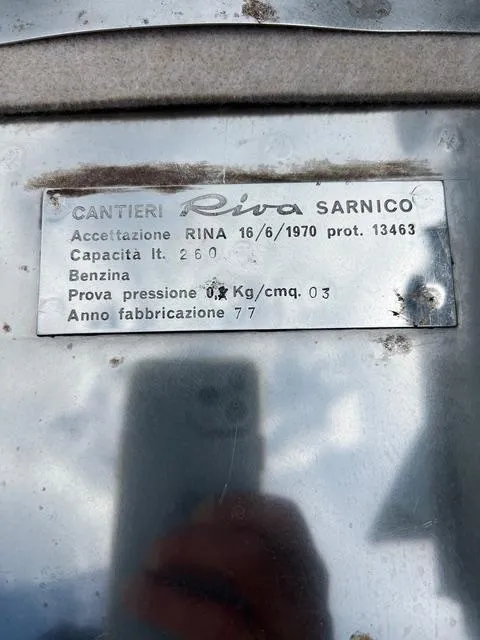 CANTIERI Riva SARNICO
Accettazione RINA 16/6/1970 prot. 13463
Capacità lt. 260
Benzina
Prova pressione Kg/cmq. 03
Anno fabbricazione 77